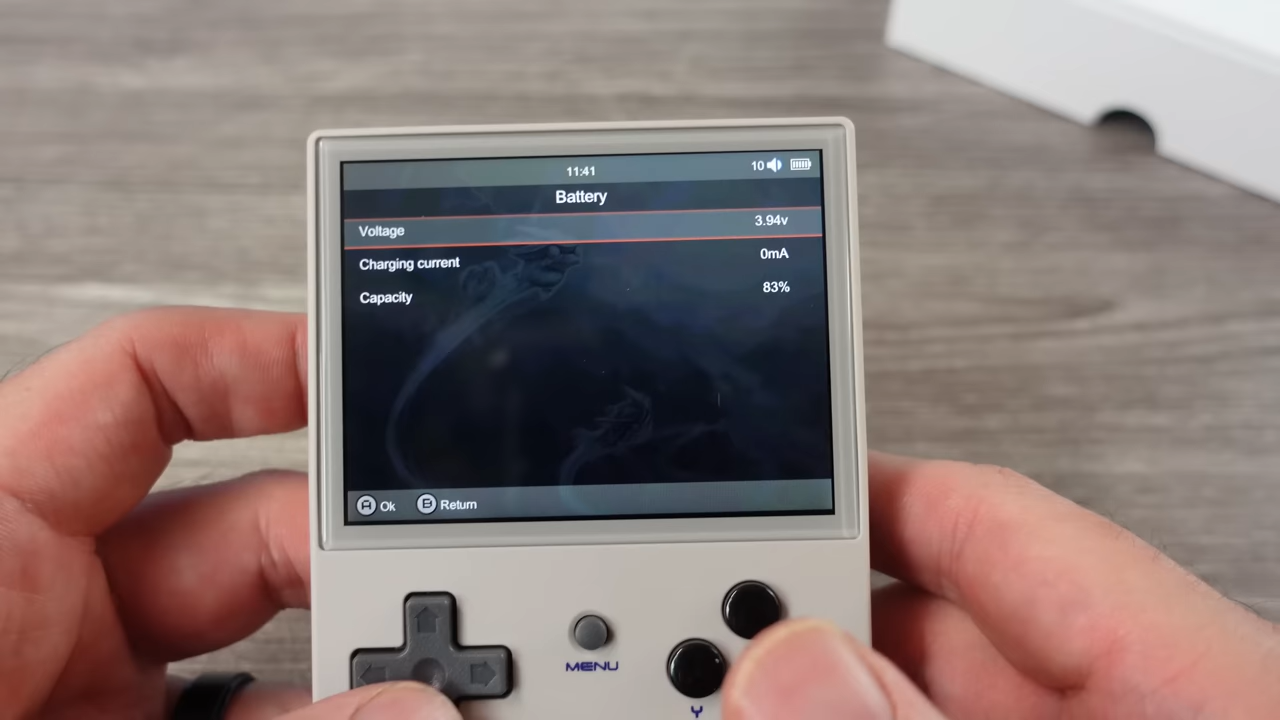 11:41
10
Battery
Voltage 3.94v
Charging current 0mA
Capacity 83%
A Ok B Return
MENU
Y